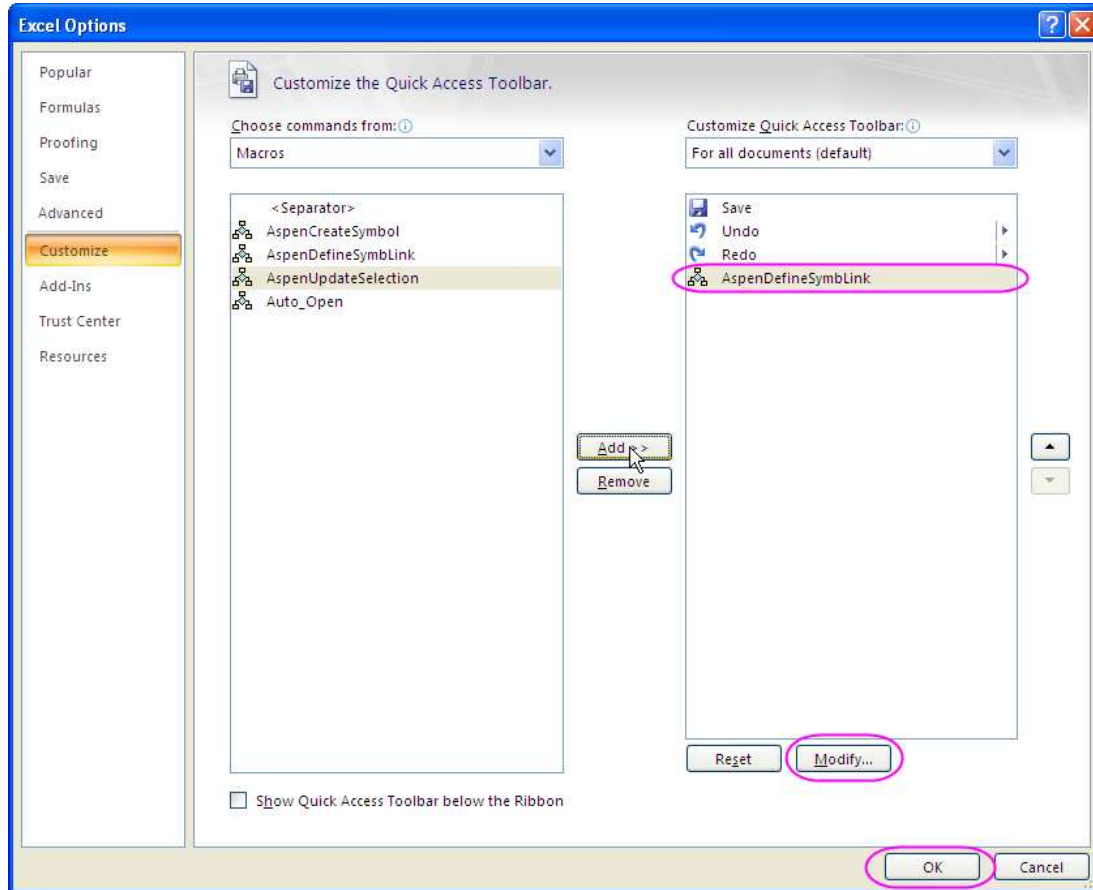 Excel Options
Popular
Formulas
Proofing
Save
Advanced
Customize
Add-Ins
Trust Center
Resources
Customize the Quick Access Toolbar.
Choose commands from:
Macros
<Separator>
AspenCreateSymbol
AspenDefineSymbLink
AspenUpdateSelection
Auto_Open
Add >>
Remove
Customize Quick Access Toolbar:
For all documents (default)
Save
Undo
Redo
AspenDefineSymbLink
Reset
Modify...
Show Quick Access Toolbar below the Ribbon
OK
Cancel